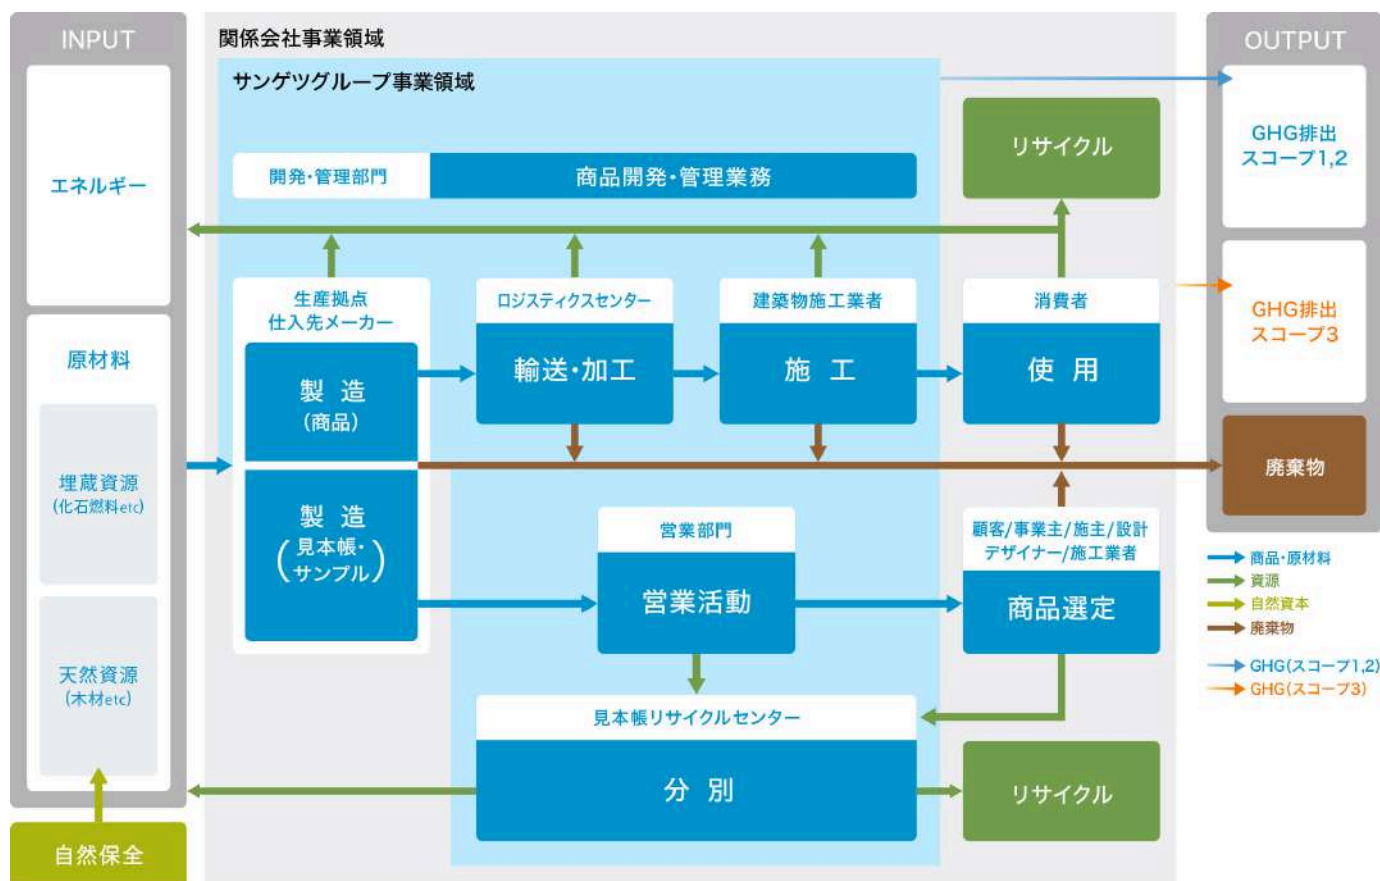 INPUT
エネルギー
原材料
埋蔵資源
(化石燃料etc)
天然資源
(木材etc)
自然保全
関係会社事業領域
サンゲツグループ事業領域
開発・管理部門
商品開発・管理業務
リサイクル
生産拠点
仕入先メーカー
製 造
(商品)
製 造
(見本帳・
サンプル)
ロジスティクスセンター
輸送・加工
建築物施工業者
施 工
消費者
使 用
営業部門
営業活動
顧客/事業主/施主/設計
デザイナー/施工業者
商品選定
見本帳リサイクルセンター
分 別
リサイクル
OUTPUT
GHG排出
スコープ1,2
GHG排出
スコープ3
廃棄物
商品・原材料
資源
自然資本
廃棄物
GHG(スコープ1,2)
GHG(スコープ3)